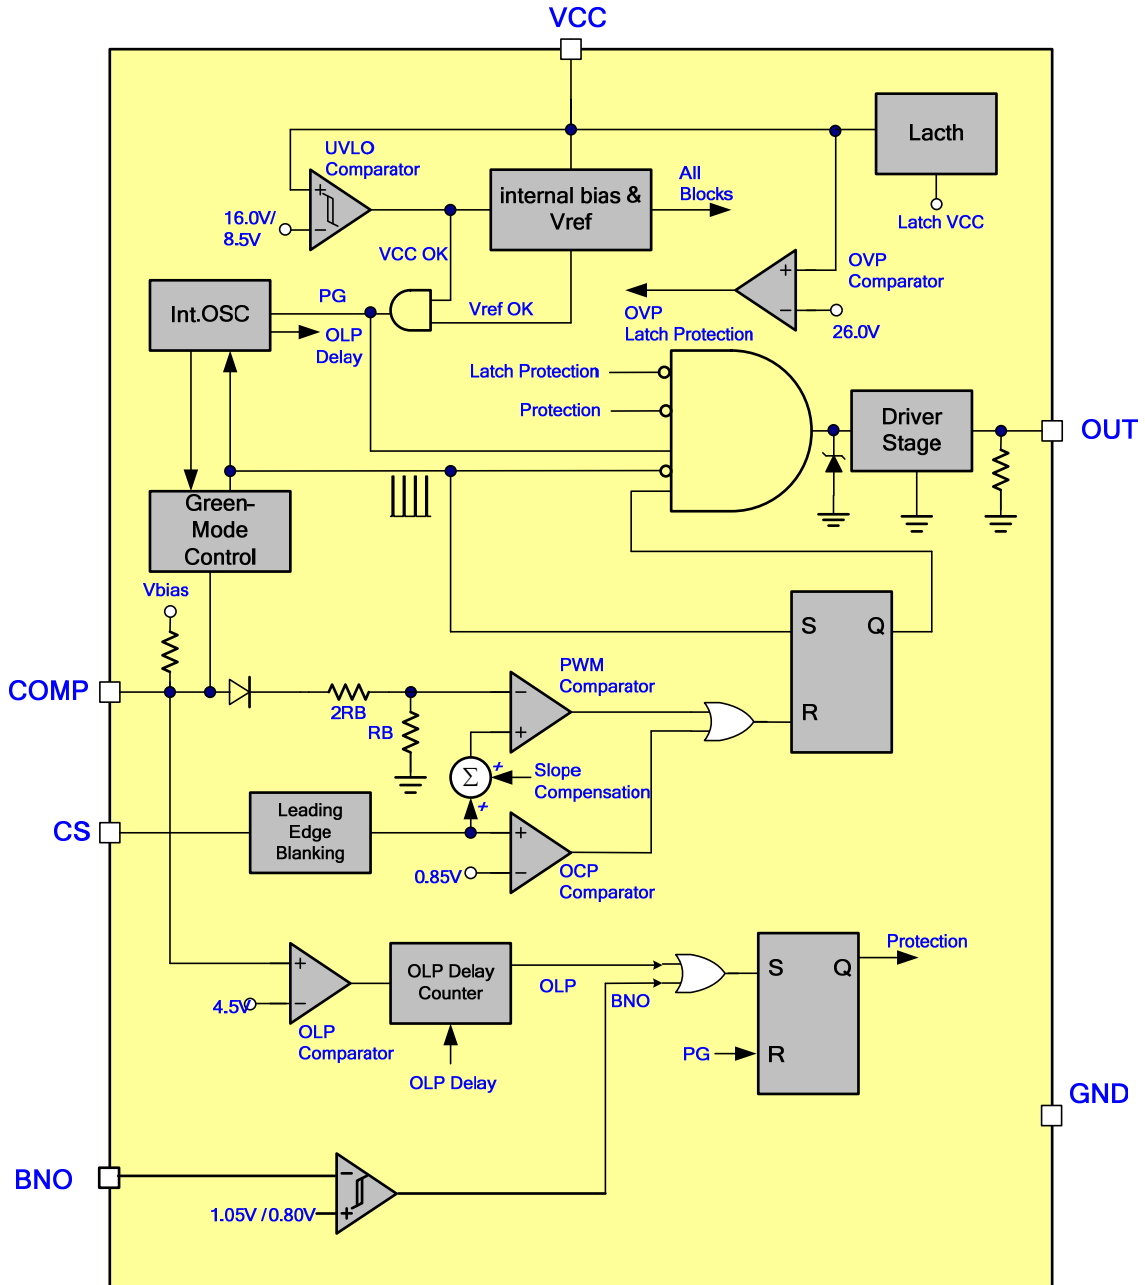 VCC
Lacth
Latch VCC
UVLO
Comparator
+
−
16.0V/
8.5V
internal bias &
Vref
All
Blocks
VCC OK
Vref OK
PG
Int.OSC
OLP
Delay
OVP
Comparator
+
−
26.0V
OVP
Latch Protection
Latch Protection
Protection
Driver
Stage
OUT
Green-
Mode
Control
Vbias
COMP
2RB
RB
PWM
Comparator
−
+
S
Q
R
Σ
+
+
Slope
Compensation
CS
Leading
Edge
Blanking
+
−
0.85V
OCP
Comparator
+
−
4.5V
OLP
Comparator
OLP Delay
Counter
OLP Delay
OLP
BNO
S
Q
R
Protection
PG
GND
BNO
−
+
1.05V /0.80V